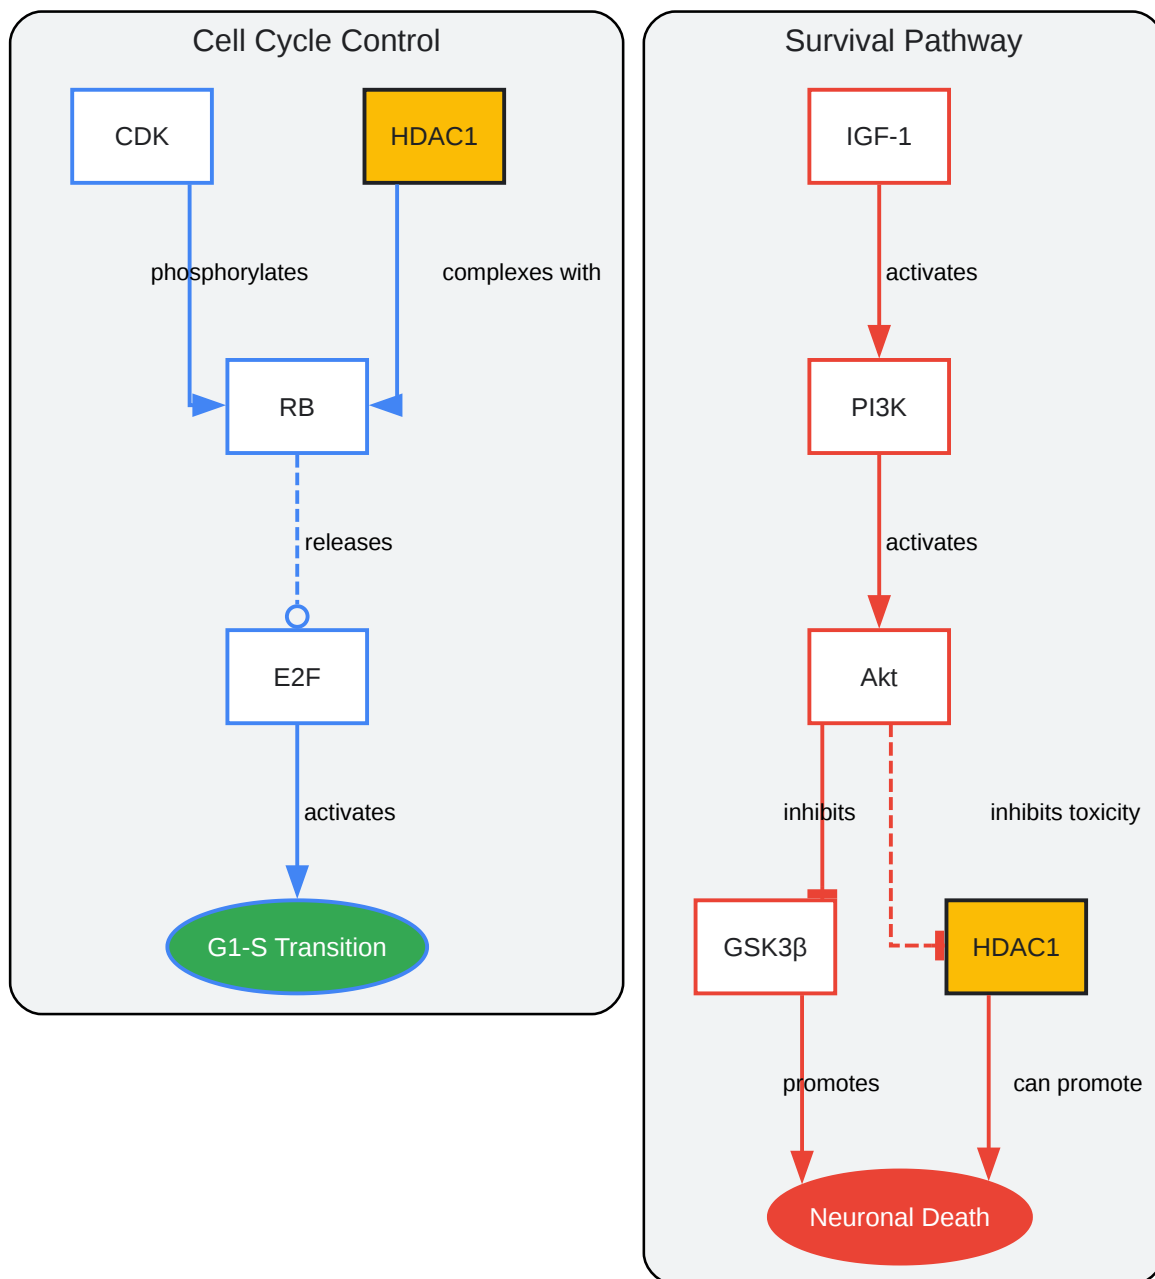 Cell Cycle Control
CDK
HDAC1
phosphorylates
complexes with
RB
releases
E2F
activates
G1-S Transition
Survival Pathway
IGF-1
activates
PI3K
activates
Akt
inhibits
inhibits toxicity
GSK3β
HDAC1
promotes
can promote
Neuronal Death